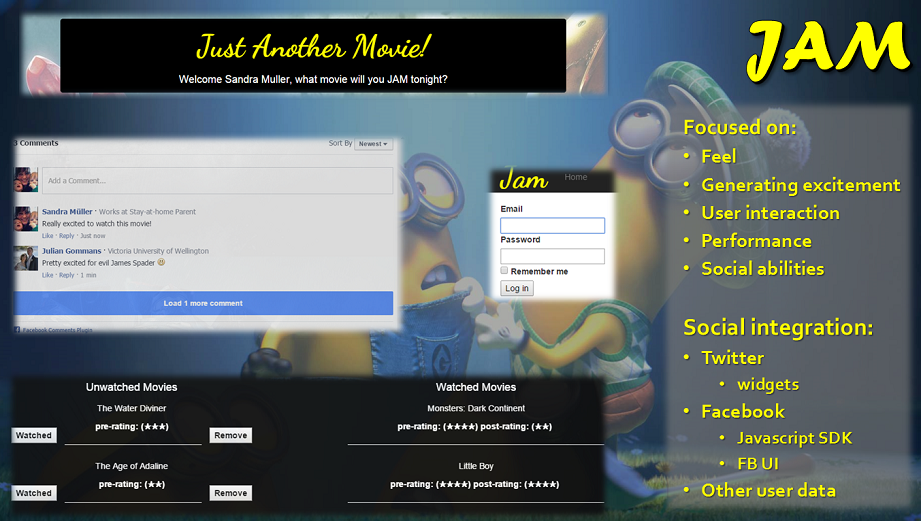 Just Another Movie!
Welcome Sandra Muller, what movie will you JAM tonight?
JAM
3 Comments
Sort By Newest
Add a Comment...
Sandra Müller · Works at Stay-at-home Parent
Really excited to watch this movie!
Like · Reply · Just now
Julian Gommans · Victoria University of Wellington
Pretty excited for evil James Spader
Like · Reply · 1 min
Load 1 more comment
Facebook Comments Plugin
Jam Home
Email
Password
Remember me
Log in
Unwatched Movies
The Water Diviner
pre-rating: (★★★)
Watched Remove
The Age of Adaline
pre-rating: (★★)
Watched Remove
Watched Movies
Monsters: Dark Continent
pre-rating: (★★★★) post-rating: (★★)
Little Boy
pre-rating: (★★★★) post-rating: (★★★★)
Focused on:
• Feel
• Generating excitement
• User interaction
• Performance
• Social abilities
Social integration:
• Twitter
• widgets
• Facebook
• Javascript SDK
• FB UI
• Other user data